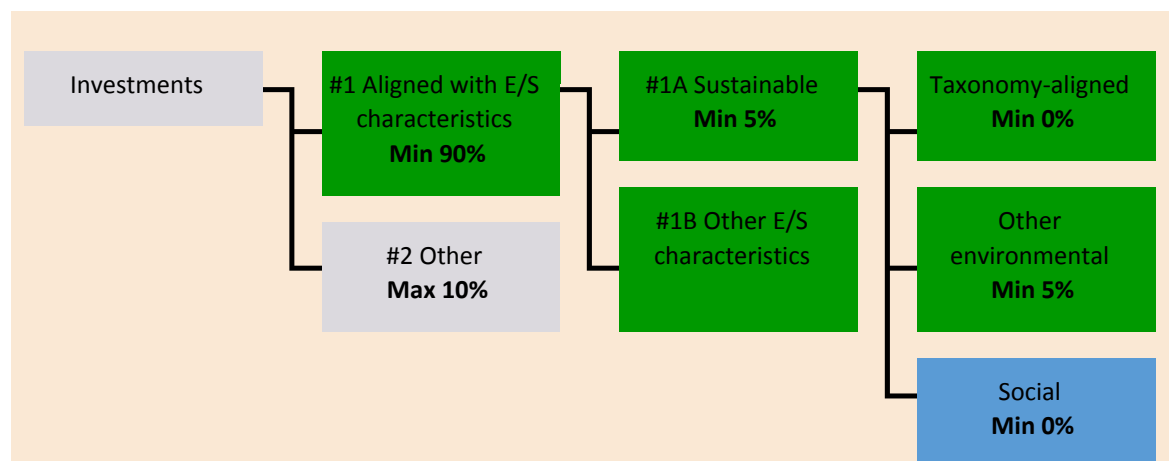 Investments
#1 Aligned with E/S
characteristics
Min 90%
#2 Other
Max 10%
#1A Sustainable
Min 5%
#1B Other E/S
characteristics
Taxonomy-aligned
Min 0%
Other
environmental
Min 5%
Social
Min 0%